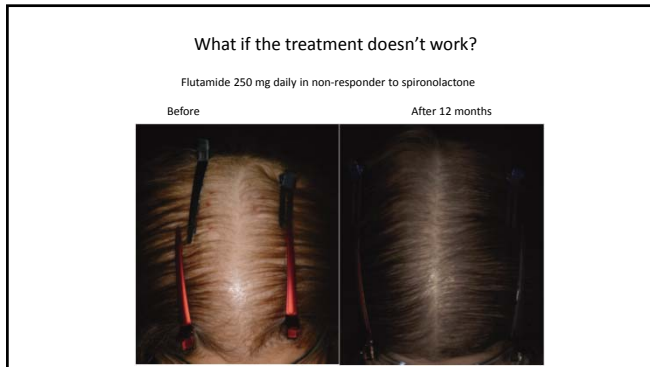 What if the treatment doesn't work?
Flutamide 250 mg daily in non-responder to spironolactone
Before After 12 months